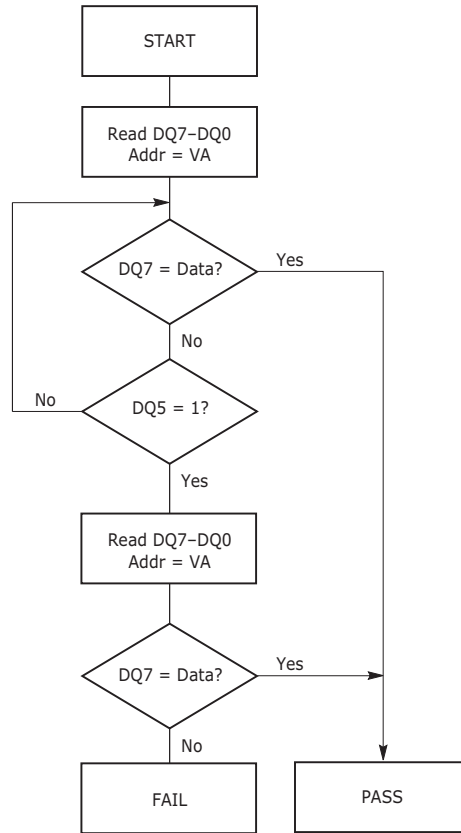 START
Read DQ7–DQ0
Addr = VA
DQ7 = Data?
Yes
No
No
DQ5 = 1?
Yes
Read DQ7–DQ0
Addr = VA
DQ7 = Data?
Yes
No
FAIL
PASS